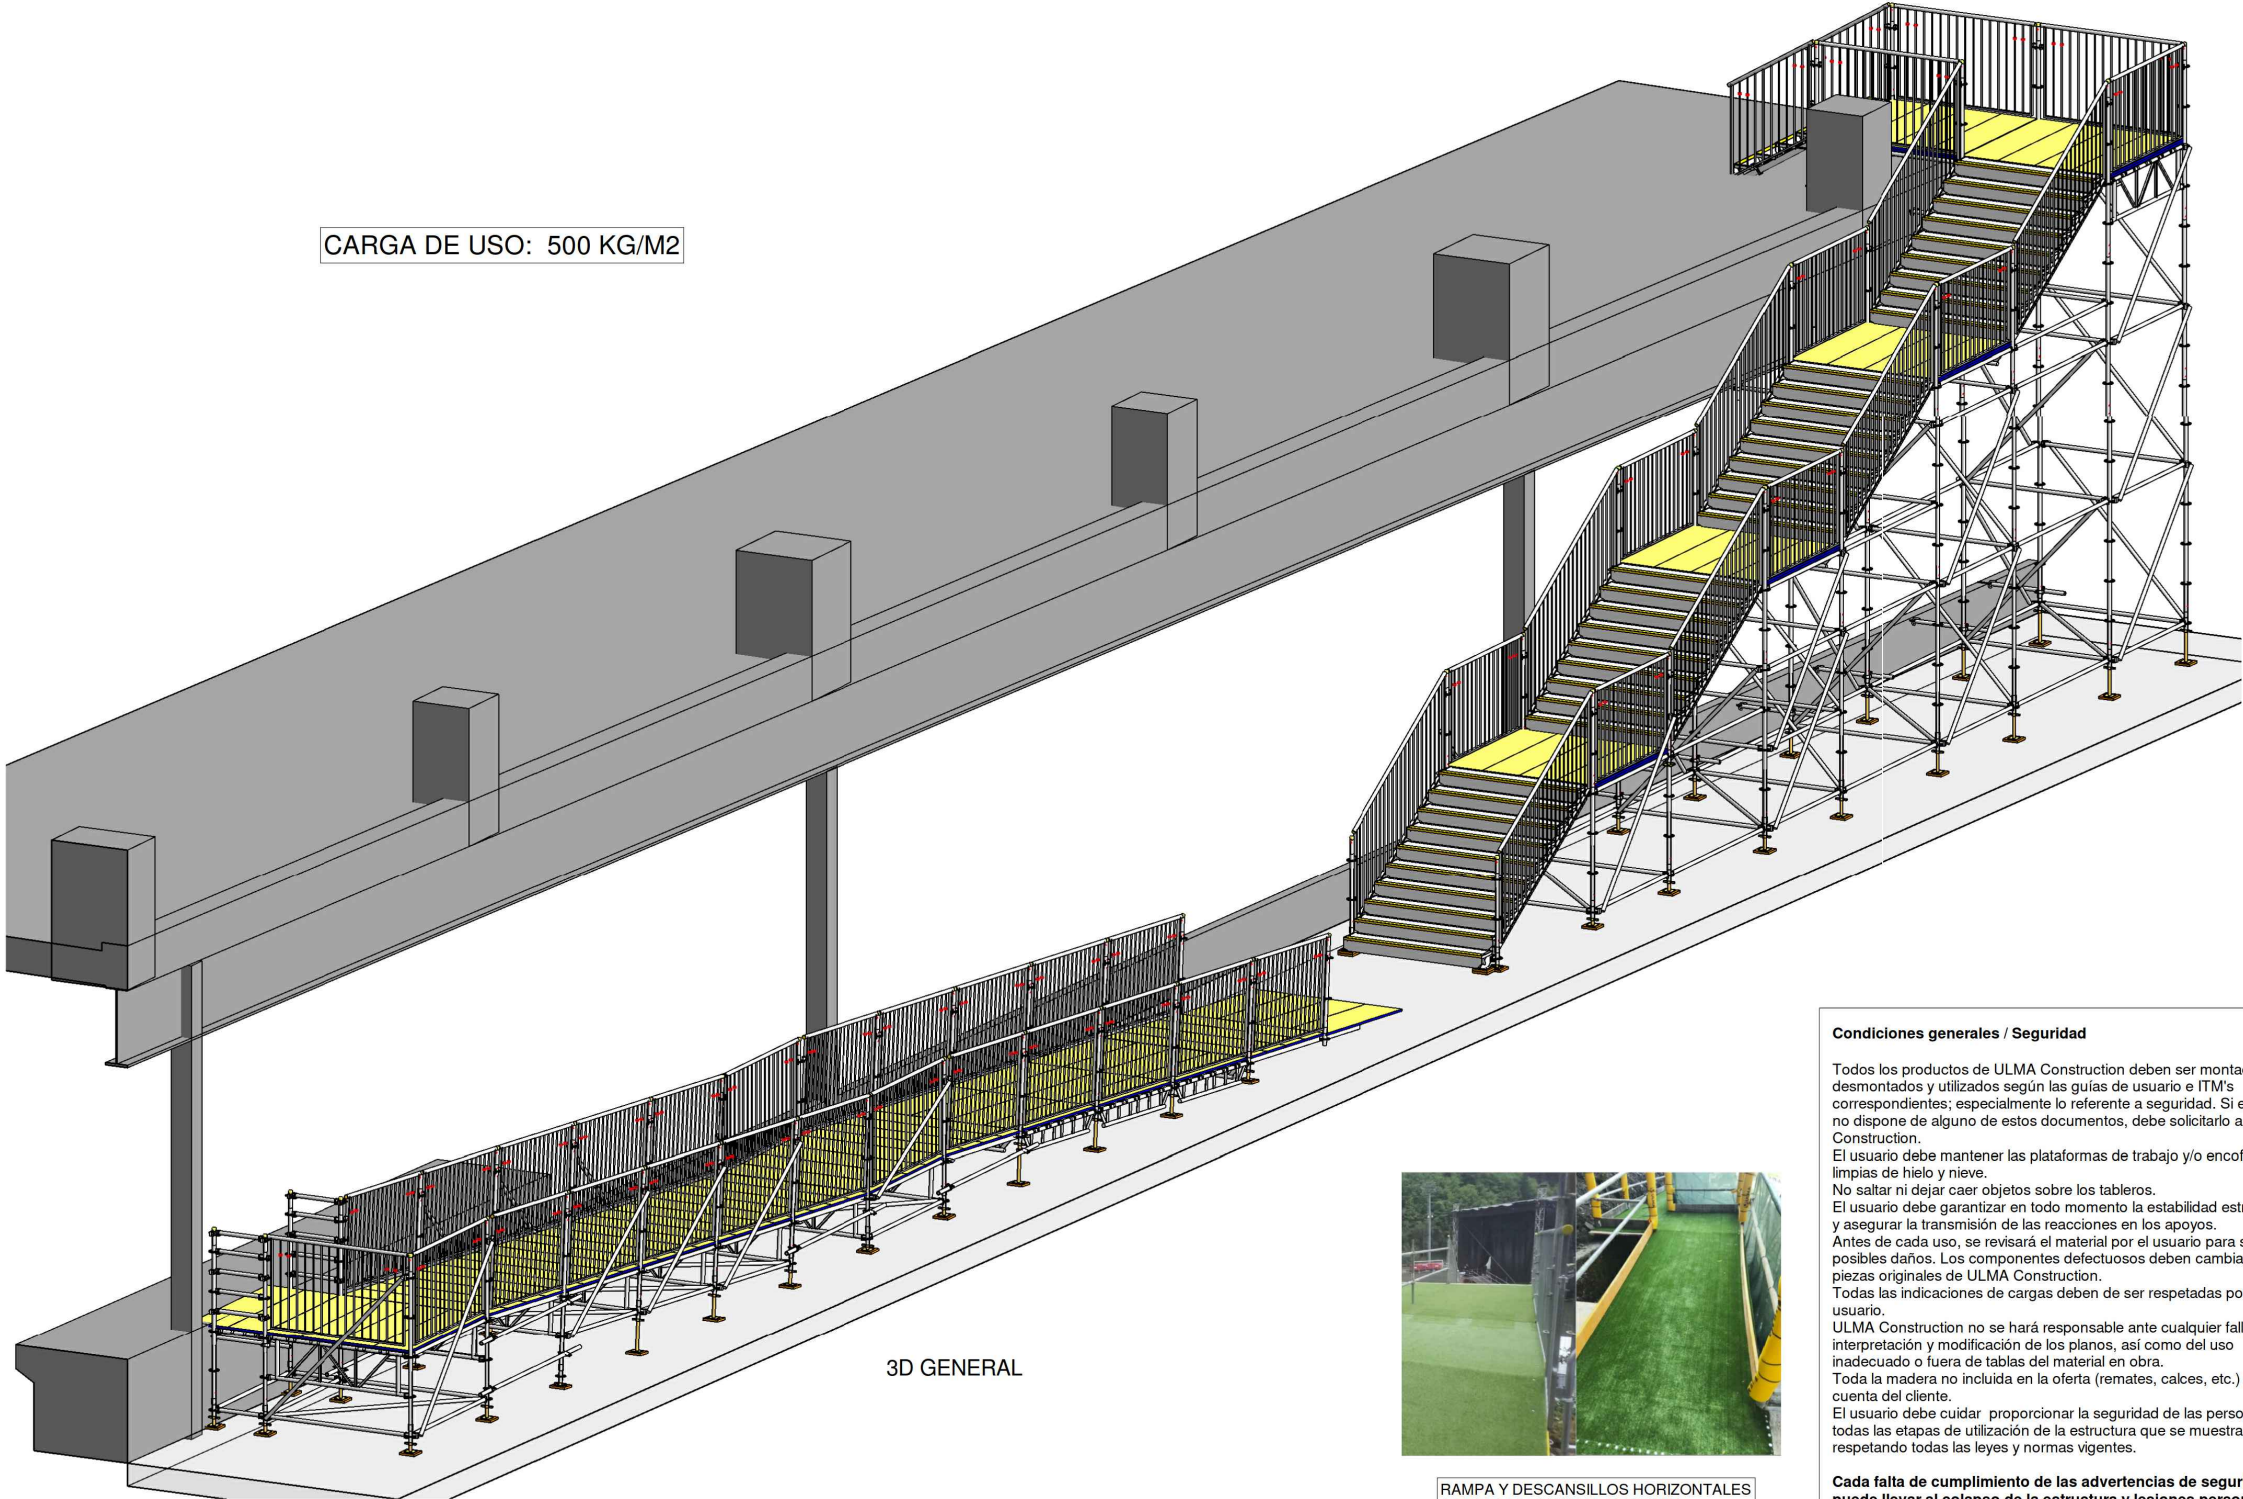 CARGA DE USO: 500 KG/M2
3D GENERAL
RAMPA Y DESCANSILLOS HORIZONTALES
Condiciones generales / Seguridad
Todos los productos de ULMA Construction deben ser
desmontados y utilizados según las guías de usuario e ITM's
correspondientes; especialmente lo referente a seguridad. Si
no dispone de alguno de estos documentos, debe solicitarlo a
Construction.
El usuario debe mantener las plataformas de trabajo y/o
limpias de hielo y nieve.
No saltar ni dejar caer objetos sobre los tableros.
El usuario debe garantizar en todo momento la estabilidad
y asegurar la transmisión de las reacciones en los apoyos.
Antes de cada uso, se revisará el material por el usuario para
posibles daños. Los componentes defectuosos deben
piezas originales de ULMA Construction.
Todas las indicaciones de cargas deben de ser respetadas
usuario.
ULMA Construction no se hará responsable ante cualquier
interpretación y modificación de los planos, así como del uso
inadecuado o fuera de tablas del material en obra.
Toda la madera no incluida en la oferta (remates, calces, etc.)
cuenta del cliente.
El usuario debe cuidar proporcionar la seguridad de las
todas las etapas de utilización de la estructura que se muestra
respetando todas las leyes y normas vigentes.
Cada falta de cumplimiento de las advertencias de
puede llevar al colapso de la estructura y lesiones